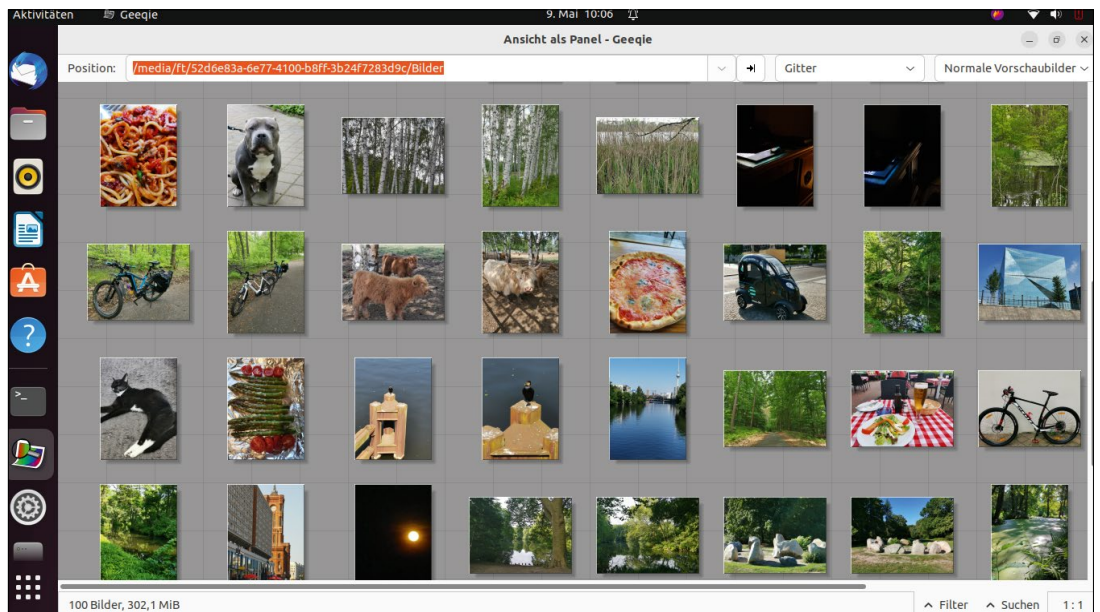 Aktivitäten Geeqie 9. Mai 10:06
Ansicht als Panel - Geeqie
Position: /media/ft/52d6e83a-6e77-4100-b8ff-3b24f7283d9c/Bilder Gitter Normale Vorschaubilder
100 Bilder, 302,1 MiB Filter Suchen 1:1